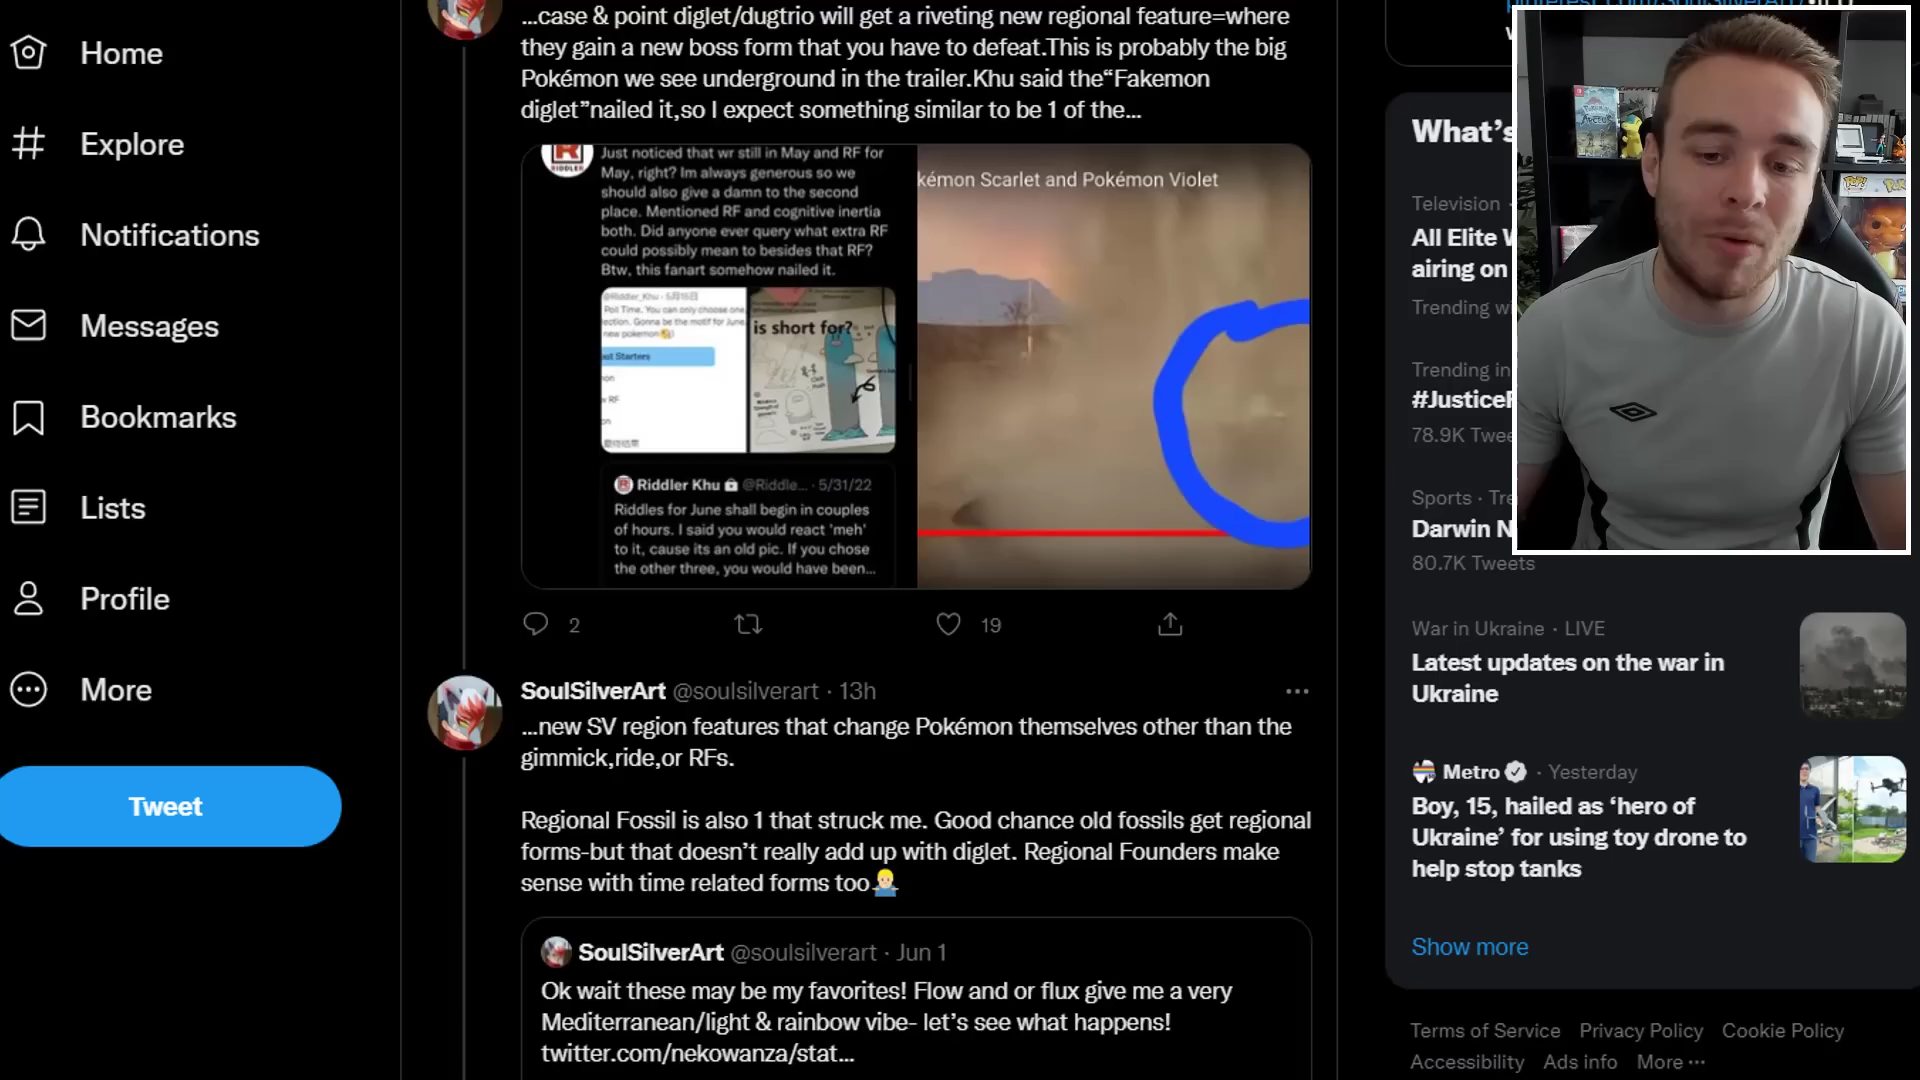 Home
Explore
Notifications
Messages
Bookmarks
Lists
Profile
More
Tweet
...case & point diglet/dugtrio will get a riveting new regional feature=where
they gain a new boss form that you have to defeat.This is probably the big
Pokémon we see underground in the trailer.Khu said the“Fakemon
diglet”nailed it,so I expect something similar to be 1 of the...
RIDDLER
Just noticed that wr still in May and RF for
May, right? Im always generous so we
should also give a damn to the second
place. Mentioned RF and cognitive inertia
both. Did anyone ever query what extra RF
could possibly mean to besides that RF?
Btw, this fanart somehow nailed it.
@Riddler_Khu · 5月15日
Poll Time. You can only choose one
ection. Gonna be the motif for June
new pokemon
ut Starters
on
RF
on
is short for?
Riddler Khu @Riddle... · 5/31/22
Riddles for June shall begin in couples
of hours. I said you would react 'meh'
to it, cause its an old pic. If you chose
the other three, you would have been...
kémon Scarlet and Pokémon Violet
2
19
SoulSilverArt @soulsilverart · 13h
...new SV region features that change Pokémon themselves other than the
gimmick,ride,or RFs.
Regional Fossil is also 1 that struck me. Good chance old fossils get regional
forms-but that doesn’t really add up with diglet. Regional Founders make
sense with time related forms too
SoulSilverArt @soulsilverart · Jun 1
Ok wait these may be my favorites! Flow and or flux give me a very
Mediterranean/light & rainbow vibe- let’s see what happens!
twitter.com/nekowanza/stat...
What’s
Television ·
All Elite W
airing on
Trending wi
Trending in
#JusticeF
78.9K Twee
Sports · Tre
Darwin N
80.7K Tweets
War in Ukraine · LIVE
Latest updates on the war in
Ukraine
Metro · Yesterday
Boy, 15, hailed as ‘hero of
Ukraine’ for using toy drone to
help stop tanks
Show more
Terms of Service Privacy Policy Cookie Policy
Accessibility Ads info More ···
ARCEUS
POP!